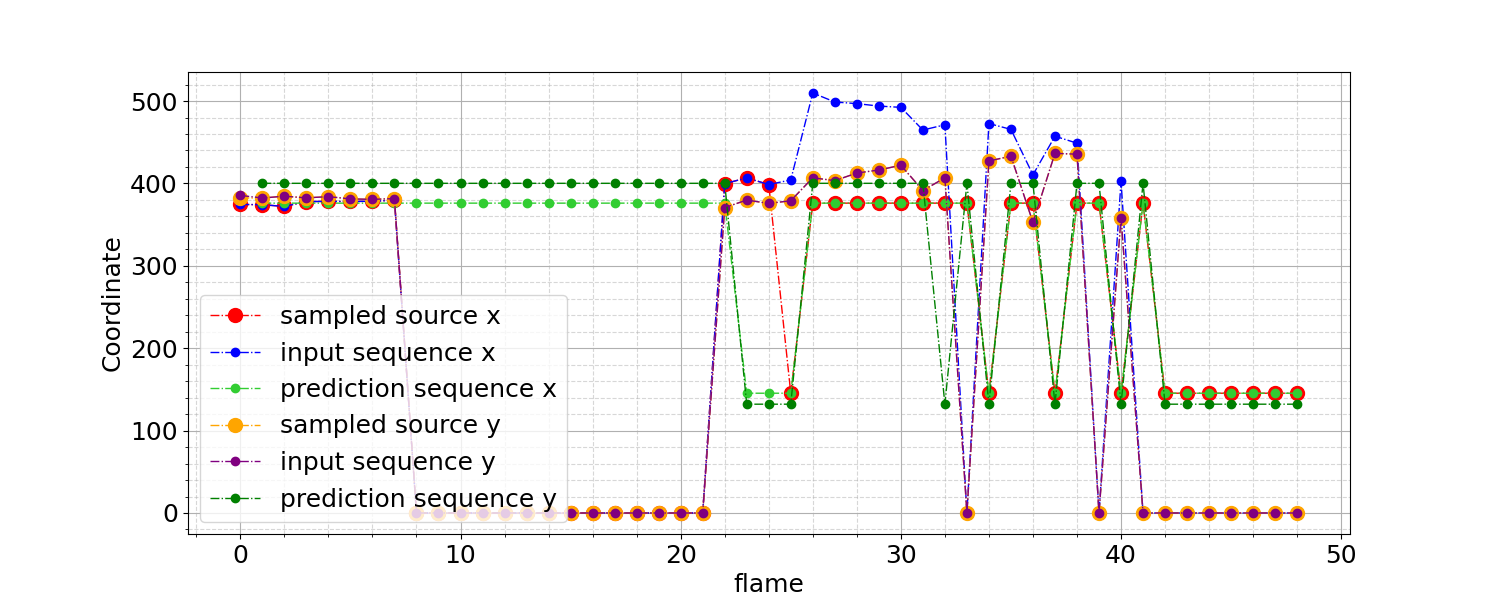 500
400
300
200
100
0
Coordinate
sampled source x
input sequence x
prediction sequence x
sampled source y
input sequence y
prediction sequence y
0 10 20 30 40 50
flame